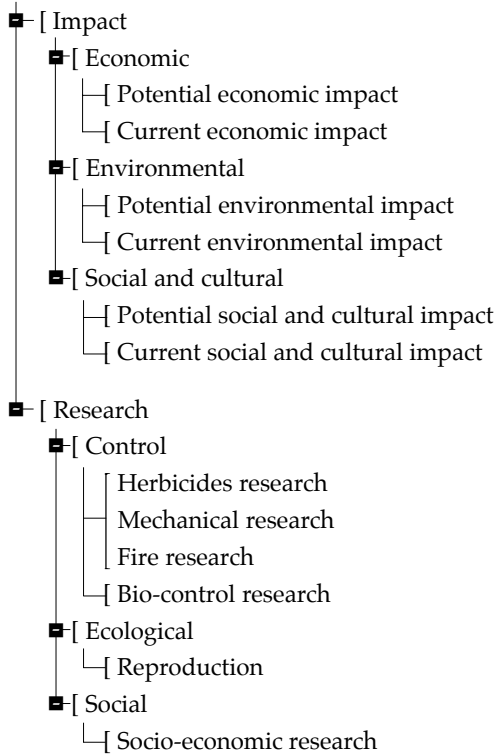 [ Impact
[ Economic
[ Potential economic impact
[ Current economic impact
[ Environmental
[ Potential environmental impact
[ Current environmental impact
[ Social and cultural
[ Potential social and cultural impact
[ Current social and cultural impact
[ Research
[ Control
[ Herbicides research
Mechanical research
Fire research
[ Bio-control research
[ Ecological
[ Reproduction
[ Social
[ Socio-economic research